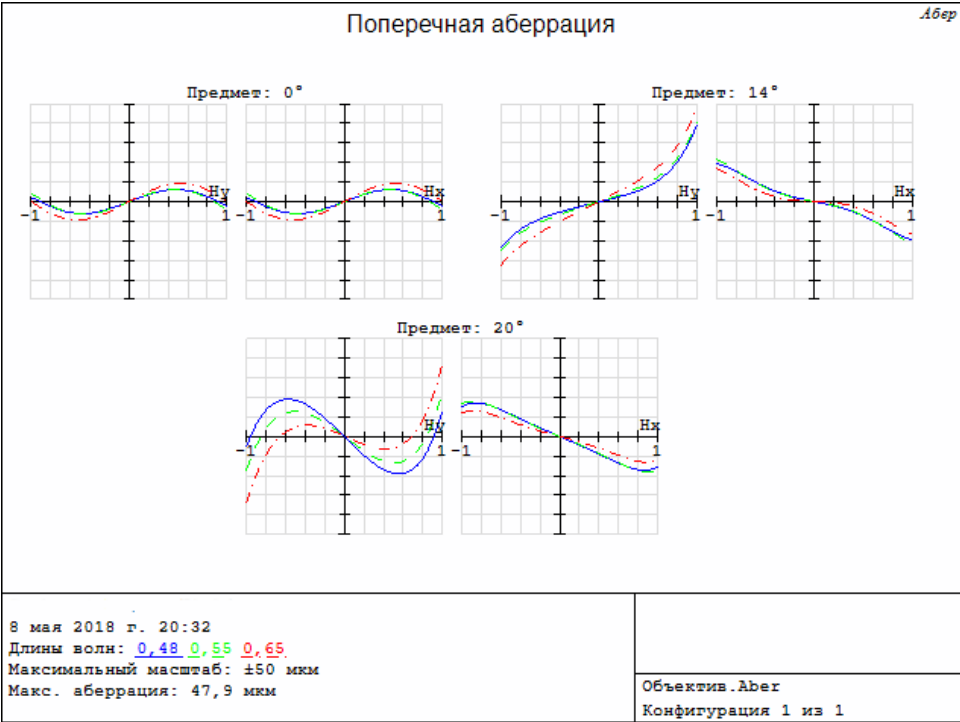 Абер
Поперечная аберрация
Предмет: 0°
Предмет: 14°
Hy
Hx
Hy
Hx
-1
1
-1
1
-1
1
-1
1
Предмет: 20°
Hy
Hx
-1
1
-1
1
8 мая 2018 г. 20:32
Длины волн: 0,48 0,55 0,65
Максимальный масштаб: ±50 мкм
Макс. аберрация: 47,9 мкм
Объектив.Aber
Конфигурация 1 из 1